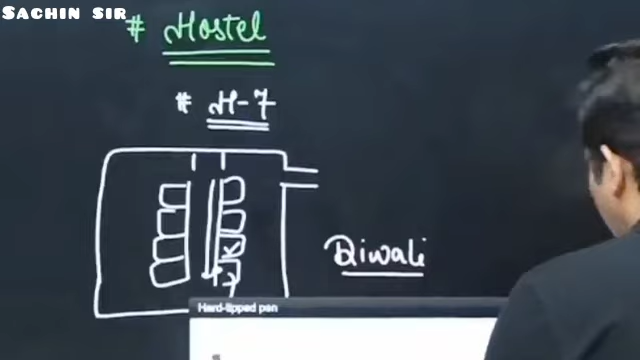 SACHIN SIR
# Hostel
# H-7
Diwali
Hard-tipped pen